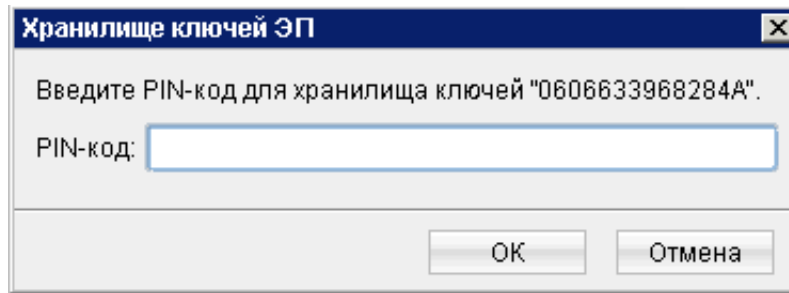 Хранилище ключей ЭП
Введите PIN-код для хранилища ключей "0606633968284A".
PIN-код:
ОК
Отмена